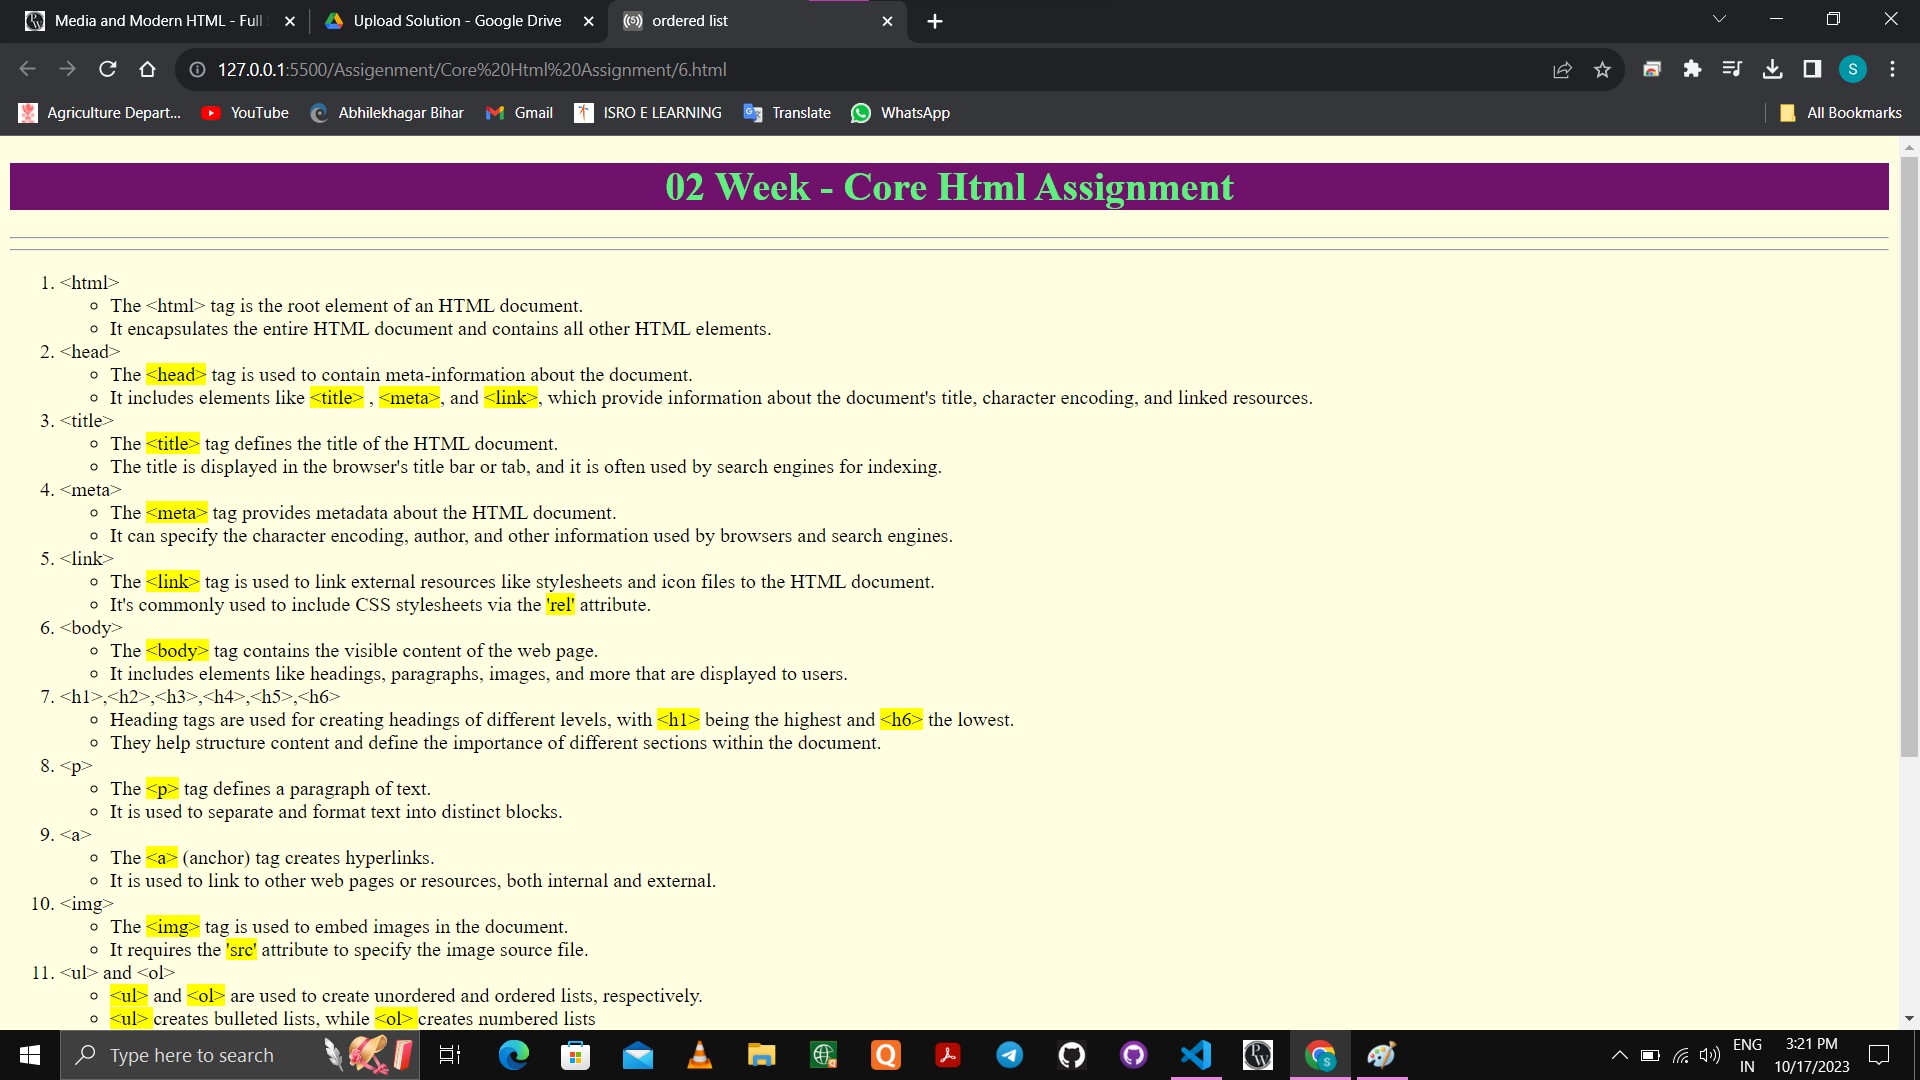 Media and Modern HTML - Full
Upload Solution - Google Drive
ordered list
127.0.0.1:5500/Assigenment/Core%20Html%20Assignment/6.html
S
Agriculture Depart...
YouTube
Abhilekhagar Bihar
Gmail
ISRO E LEARNING
Translate
WhatsApp
All Bookmarks
02 Week - Core Html Assignment
1. <html>
The <html> tag is the root element of an HTML document.
It encapsulates the entire HTML document and contains all other HTML elements.
2. <head>
The <head> tag is used to contain meta-information about the document.
It includes elements like <title> , <meta>, and <link>, which provide information about the document's title, character encoding, and linked resources.
3. <title>
The <title> tag defines the title of the HTML document.
The title is displayed in the browser's title bar or tab, and it is often used by search engines for indexing.
4. <meta>
The <meta> tag provides metadata about the HTML document.
It can specify the character encoding, author, and other information used by browsers and search engines.
5. <link>
The <link> tag is used to link external resources like stylesheets and icon files to the HTML document.
It's commonly used to include CSS stylesheets via the 'rel' attribute.
6. <body>
The <body> tag contains the visible content of the web page.
It includes elements like headings, paragraphs, images, and more that are displayed to users.
7. <h1>,<h2>,<h3>,<h4>,<h5>,<h6>
Heading tags are used for creating headings of different levels, with <h1> being the highest and <h6> the lowest.
They help structure content and define the importance of different sections within the document.
8. <p>
The <p> tag defines a paragraph of text.
It is used to separate and format text into distinct blocks.
9. <a>
The <a> (anchor) tag creates hyperlinks.
It is used to link to other web pages or resources, both internal and external.
10. <img>
The <img> tag is used to embed images in the document.
It requires the 'src' attribute to specify the image source file.
11. <ul> and <ol>
<ul> and <ol> are used to create unordered and ordered lists, respectively.
<ul> creates bulleted lists, while <ol> creates numbered lists
Type here to search
ENG
IN
3:21 PM
10/17/2023